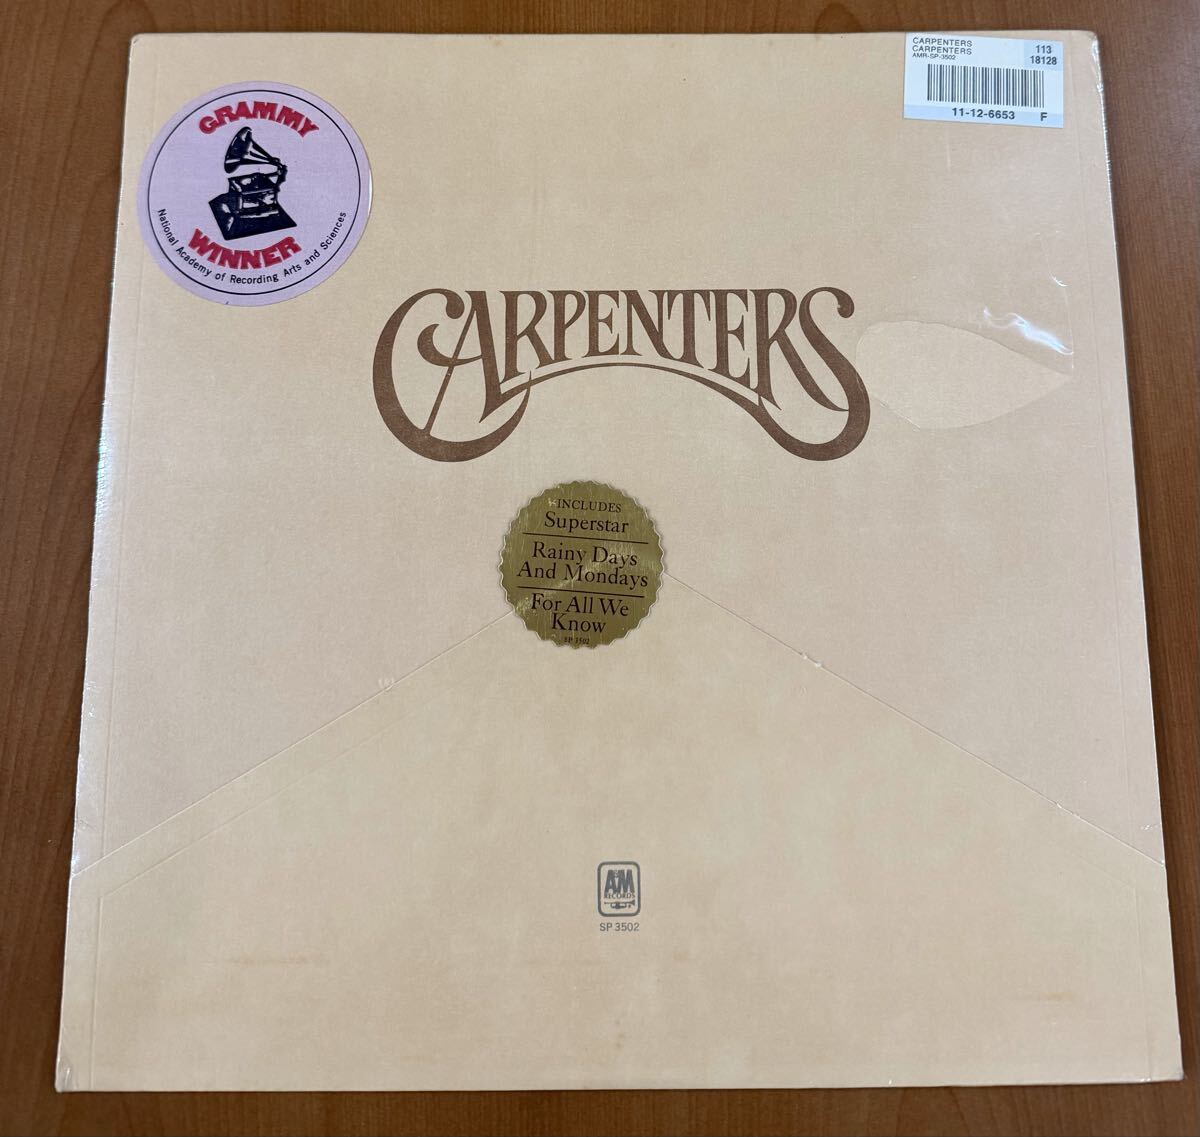 CARPENTERS
CARPENTERS
AMR-SP-3502
113
18128
11-12-6653 F
GRAMMY
WINNER
National Academy of Recording Arts and Sciences
CARPENTERS
INCLUDES
Superstar
Rainy Days
And Mondays
For All We
Know
SP 3502
A&M
RECORDS
SP 3502